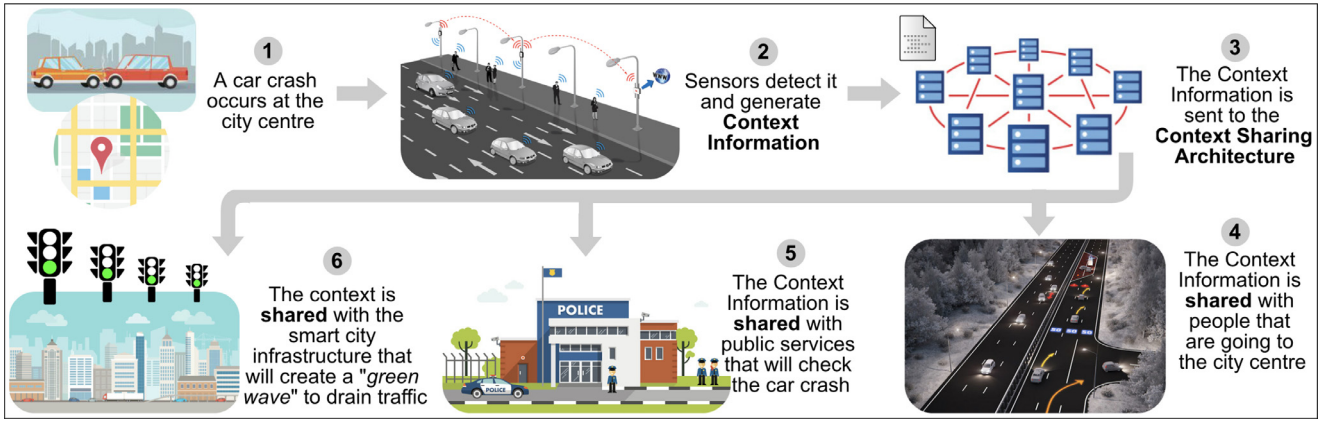 1
A car crash
occurs at the
city centre
2
Sensors detect it
and generate
Context
Information
WWW
3
The Context
Information is
sent to the
Context Sharing
Architecture
4
The Context
Information is
shared with
people that
are going to
the city centre
50 50 50
5
The Context
Information is
shared with
public services
that will check
the car crash
POLICE
POLICE
6
The context is
shared with the
smart city
infrastructure that
will create a "green
wave" to drain traffic